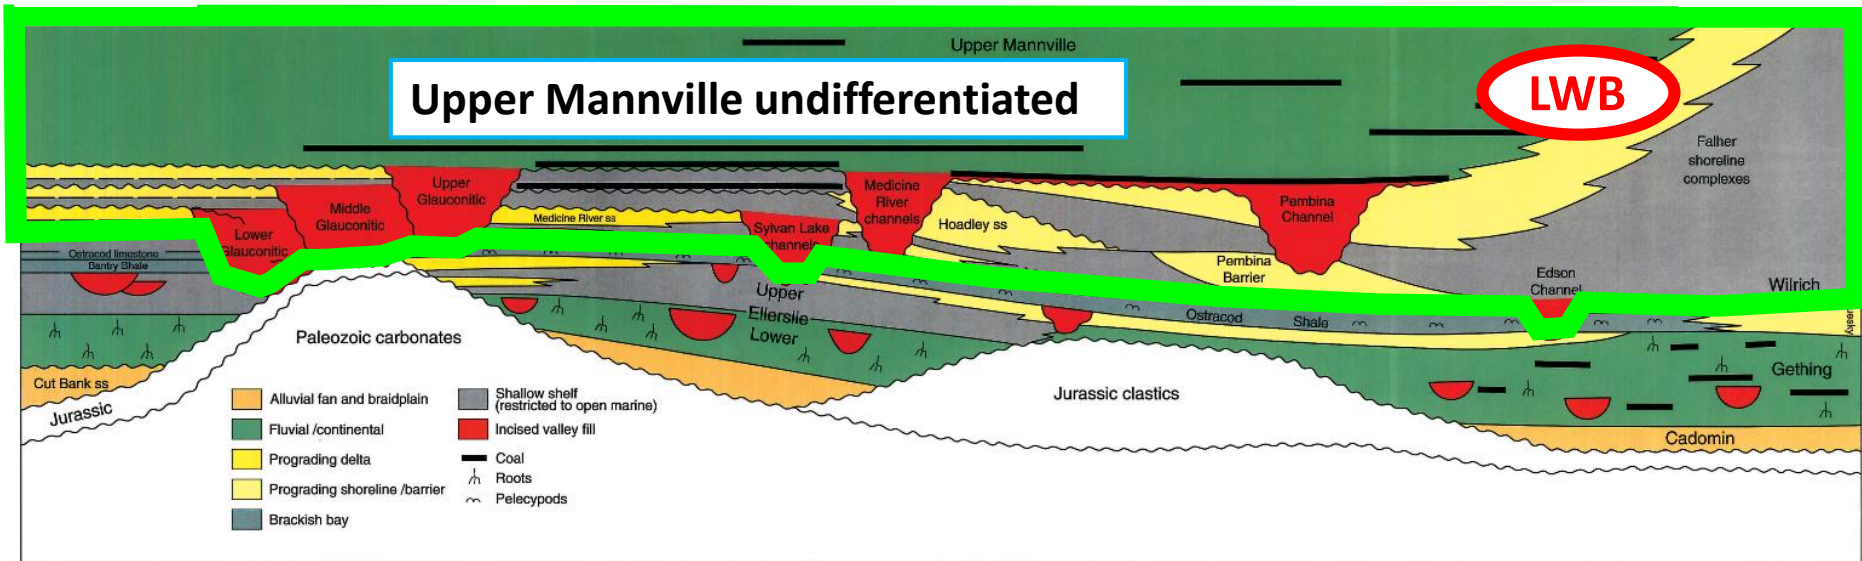 Upper Mannville
Upper Mannville undifferentiated
LWB
Falher
shoreline
complexes
Upper
Glauconitic
Middle
Glauconitic
Lower
Glauconitic
Medicine River ss
Sylvan Lake
channels
Medicine
River
channels
Hoadley ss
Pembina
Channel
Pembina
Barrier
Edson
Channel
Wilrich
Ostracod limestone
Bantry Shale
Upper
Ellerslie
Lower
Ostracod Shale
Paleozoic carbonates
Cut Bank ss
Jurassic
Jurassic clastics
Gething
Cadomin
Alluvial fan and braidplain
Fluvial /continental
Prograding delta
Prograding shoreline /barrier
Brackish bay
Shallow shelf
(restricted to open marine)
Incised valley fill
Coal
Roots
Pelecypods